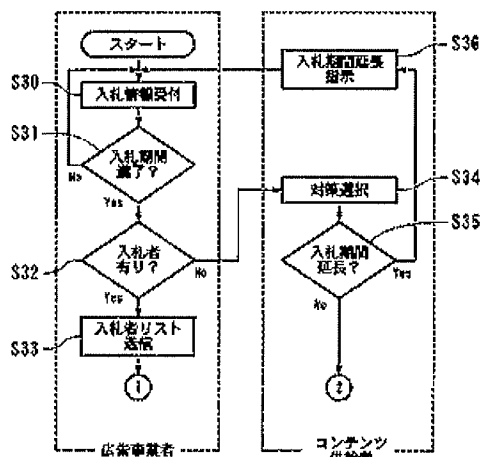 スタート
S30
入札情報受付
S31
入札期間
満了？
No
Yes
S32
入札者
有り？
No
Yes
S33
入札者リスト
送信
1
広告事業者
S36
入札期間延長
指示
S34
対策選択
S35
入札期間
延長？
Yes
No
2
コンテンツ